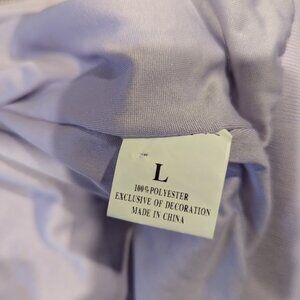 L
100% POLYESTER
EXCLUSIVE OF DECORATION
MADE IN CHINA